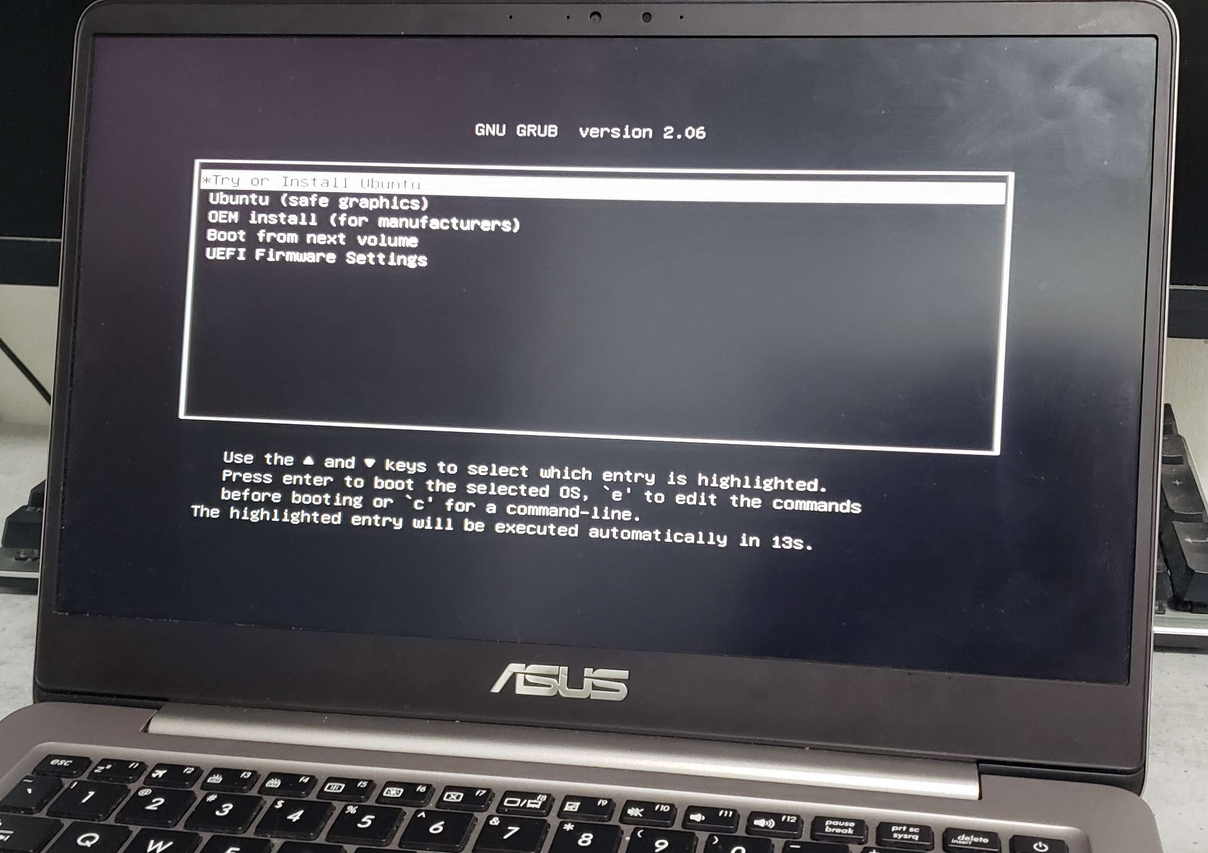 GNU GRUB version 2.06
*Try or Install Ubuntu
Ubuntu (safe graphics)
OEM install (for manufacturers)
Boot from next volume
UEFI Firmware Settings
Use the ▲ and ▼ keys to select which entry is highlighted.
Press enter to boot the selected OS, `e' to edit the commands
before booting or `c' for a command-line.
The highlighted entry will be executed automatically in 13s.
ASUS
esc f1 f2 f3 f4 f5 f6 f7 f8 f9 f10 f11 f12 pause break prt sc sysrq delete insert
! 1 @ 2 # 3 $ 4 % 5 ^ 6 & 7 * 8 ( 9 ) 0
Q W